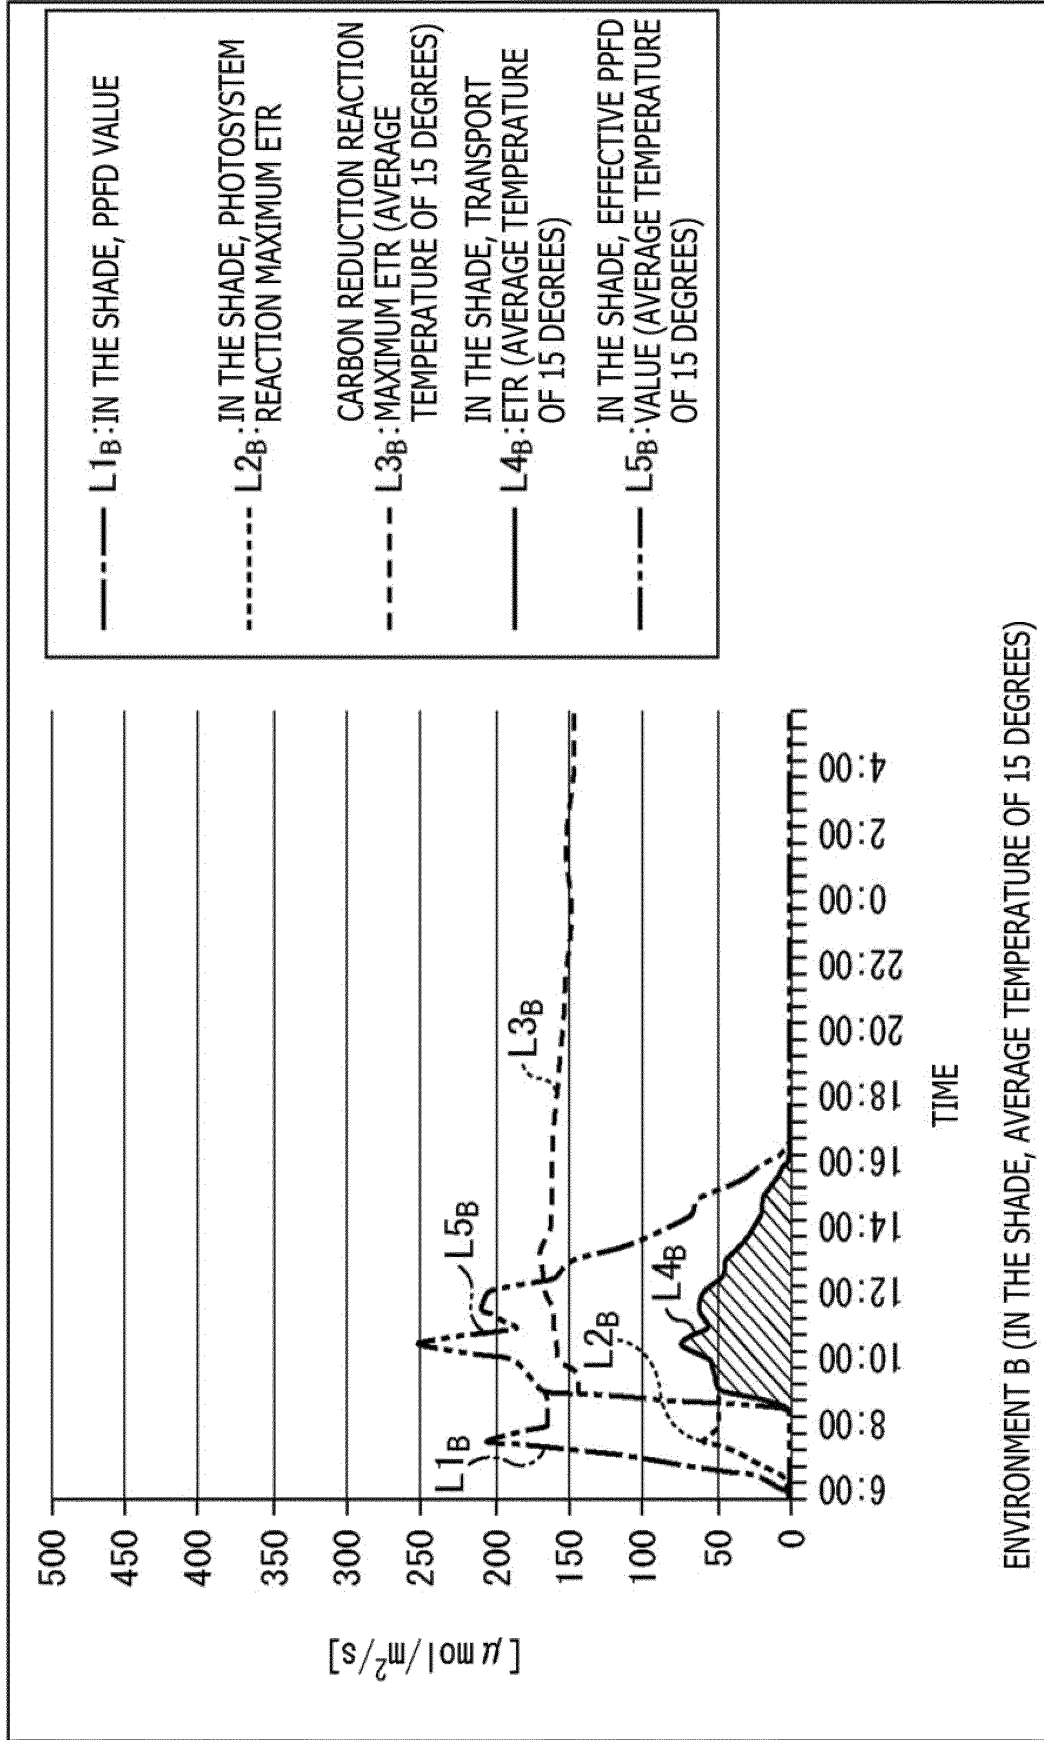 [μmol/m²/s]
500
450
400
350
300
250
200
150
100
50
0
6:00
8:00
10:00
12:00
14:00
16:00
18:00
20:00
22:00
0:00
2:00
4:00
TIME
L1B
L2B
L5B
L4B
L3B
L1B: IN THE SHADE, PPFD VALUE
L2B: IN THE SHADE, PHOTOSYSTEM
REACTION MAXIMUM ETR
CARBON REDUCTION REACTION
L3B: MAXIMUM ETR (AVERAGE
TEMPERATURE OF 15 DEGREES)
IN THE SHADE, TRANSPORT
L4B: ETR (AVERAGE TEMPERATURE
OF 15 DEGREES)
IN THE SHADE, EFFECTIVE PPFD
L5B: VALUE (AVERAGE TEMPERATURE
OF 15 DEGREES)
ENVIRONMENT B (IN THE SHADE, AVERAGE TEMPERATURE OF 15 DEGREES)